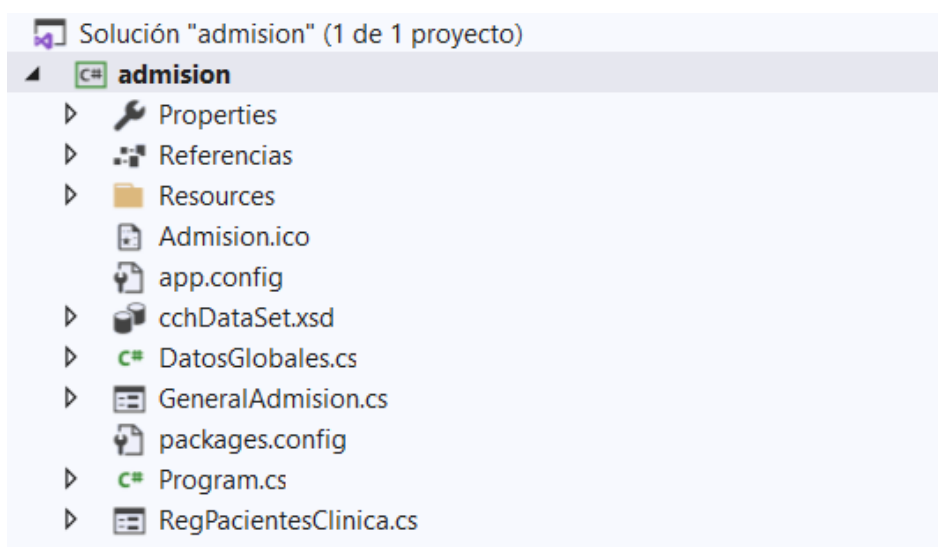 Solución "admision" (1 de 1 proyecto)
C# admision
Properties
Referencias
Resources
Admision.ico
app.config
cchDataSet.xsd
C# DatosGlobales.cs
GeneralAdmision.cs
packages.config
C# Program.cs
RegPacientesClinica.cs